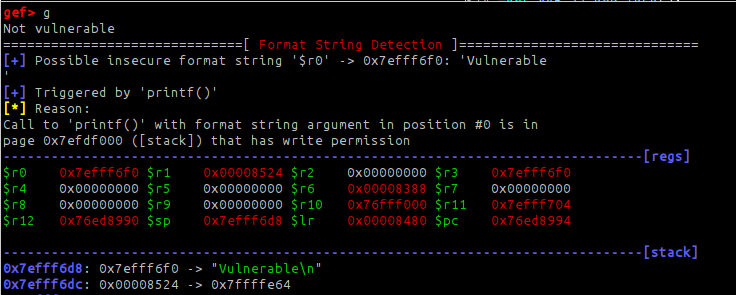 gef> g
Not vulnerable
==============================[ Format String Detection ]==============================
[+] Possible insecure format string '$r0' -> 0x7efff6f0: 'Vulnerable
'
[+] Triggered by 'printf()'
[*] Reason:
Call to 'printf()' with format string argument in position #0 is in
page 0x7efdf000 ([stack]) that has write permission
--------------------------------------------------------------------------------[regs]
$r0 0x7efff6f0 $r1 0x00008524 $r2 0x00000000 $r3 0x7efff6f0
$r4 0x00000000 $r5 0x00000000 $r6 0x00008388 $r7 0x00000000
$r8 0x00000000 $r9 0x00000000 $r10 0x76fff000 $r11 0x7efff704
$r12 0x76ed8990 $sp 0x7efff6d8 $lr 0x00008480 $pc 0x76ed8994
--------------------------------------------------------------------------------[stack]
0x7efff6d8: 0x7efff6f0 -> "Vulnerable\n"
0x7efff6dc: 0x00008524 -> 0x7ffffe64